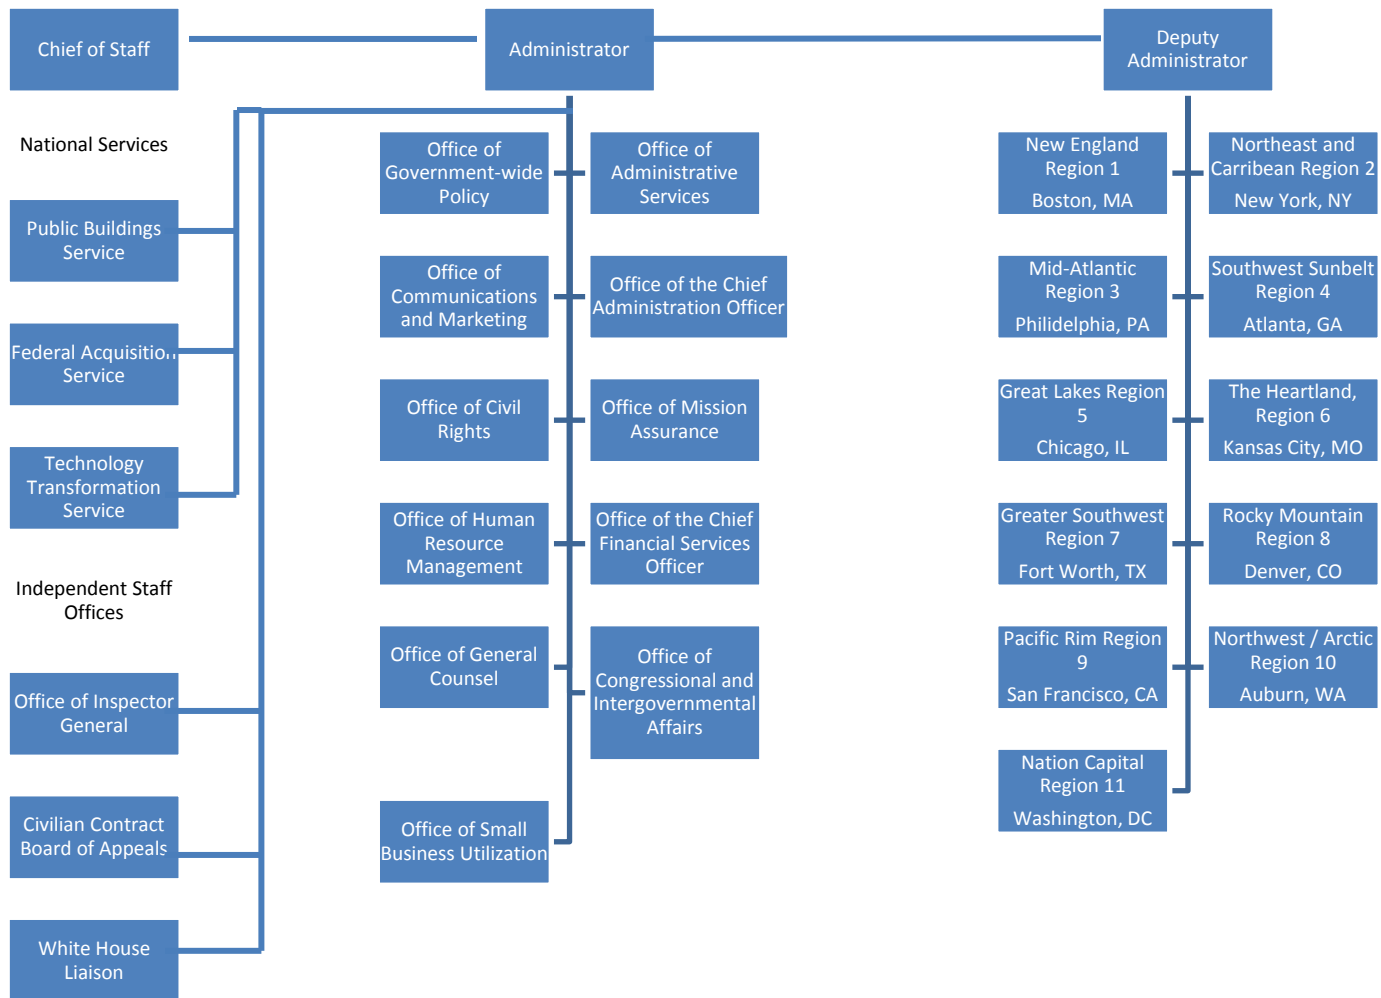 Chief of Staff
Administrator
Deputy
Administrator
National Services
Public Buildings
Service
Federal Acquisition
Service
Technology
Transformation
Service
Independent Staff
Offices
Office of Inspector
General
Civilian Contract
Board of Appeals
White House
Liaison
Office of
Government-wide
Policy
Office of
Administrative
Services
Office of
Communications
and Marketing
Office of the Chief
Administration Officer
Office of Civil
Rights
Office of Mission
Assurance
Office of Human
Resource
Management
Office of the Chief
Financial Services
Officer
Office of General
Counsel
Office of
Congressional and
Intergovernmental
Affairs
Office of Small
Business Utilization
New England
Region 1
Boston, MA
Northeast and
Carribean Region 2
New York, NY
Mid-Atlantic
Region 3
Philidelphia, PA
Southwest Sunbelt
Region 4
Atlanta, GA
Great Lakes Region
5
Chicago, IL
The Heartland,
Region 6
Kansas City, MO
Greater Southwest
Region 7
Fort Worth, TX
Rocky Mountain
Region 8
Denver, CO
Pacific Rim Region
9
San Francisco, CA
Northwest / Arctic
Region 10
Auburn, WA
Nation Capital
Region 11
Washington, DC